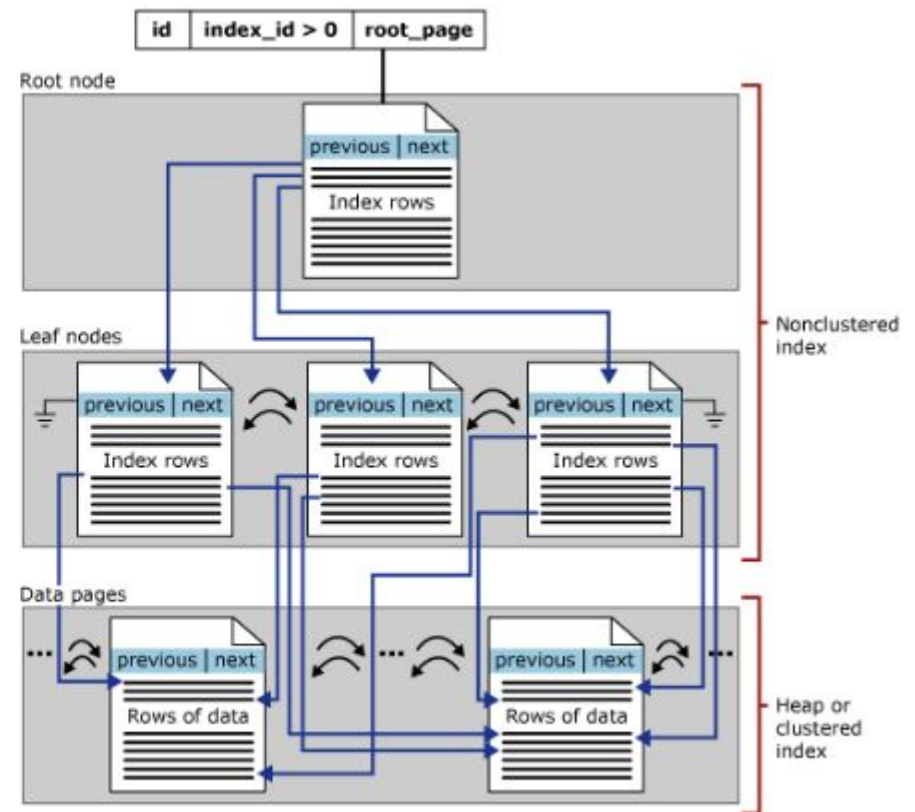 id index_id > 0 root_page
Root node
previous next
Index rows
Nonclustered
index
Leaf nodes
previous next previous next previous next
Index rows Index rows Index rows
Data pages
... ... ...
previous next previous next
Rows of data Rows of data
Heap or
clustered
index